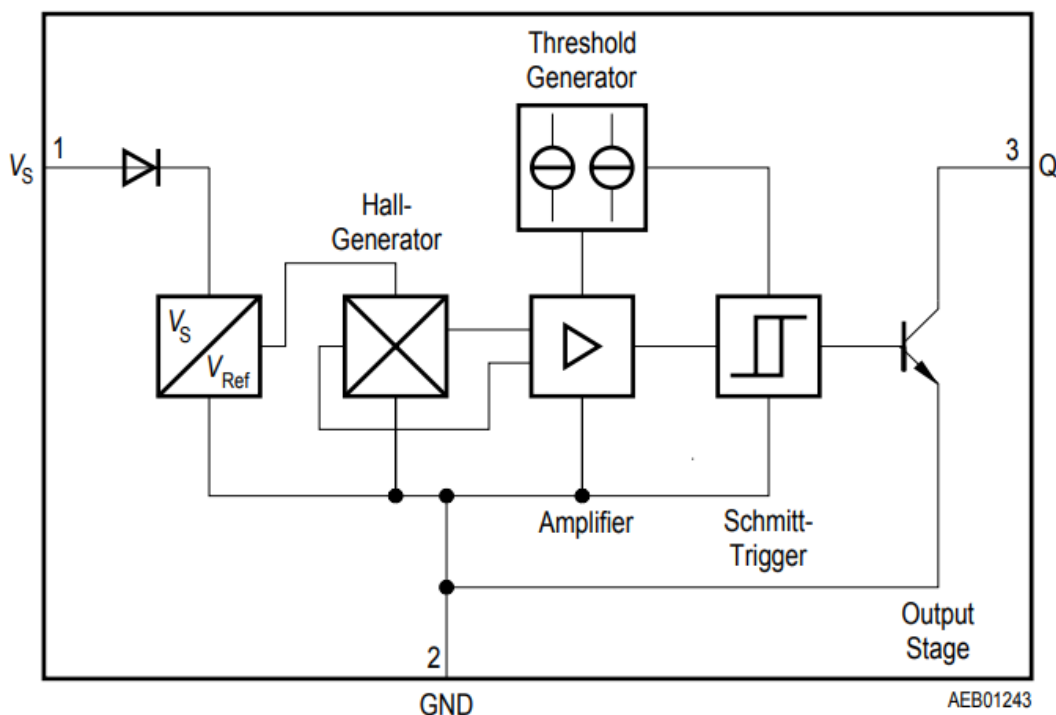 Threshold
Generator
1
3
VS
Q
Hall-
Generator
VS
VRef
Amplifier
Schmitt-
Trigger
Output
Stage
2
GND
AEB01243